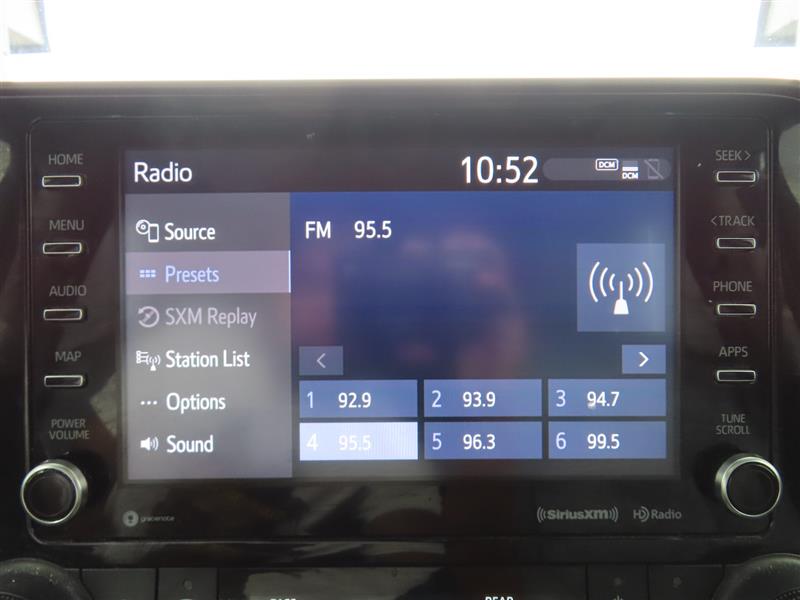 HOME
MENU
AUDIO
MAP
POWER
VOLUME
Radio
10:52
DCM
DCM
Source
Presets
SXM Replay
Station List
Options
Sound
FM 95.5
<
>
1 92.9
2 93.9
3 94.7
4 95.5
5 96.3
6 99.5
SEEK >
< TRACK
PHONE
APPS
TUNE
SCROLL
gracenote
((SiriusXM))
HD Radio
REAR